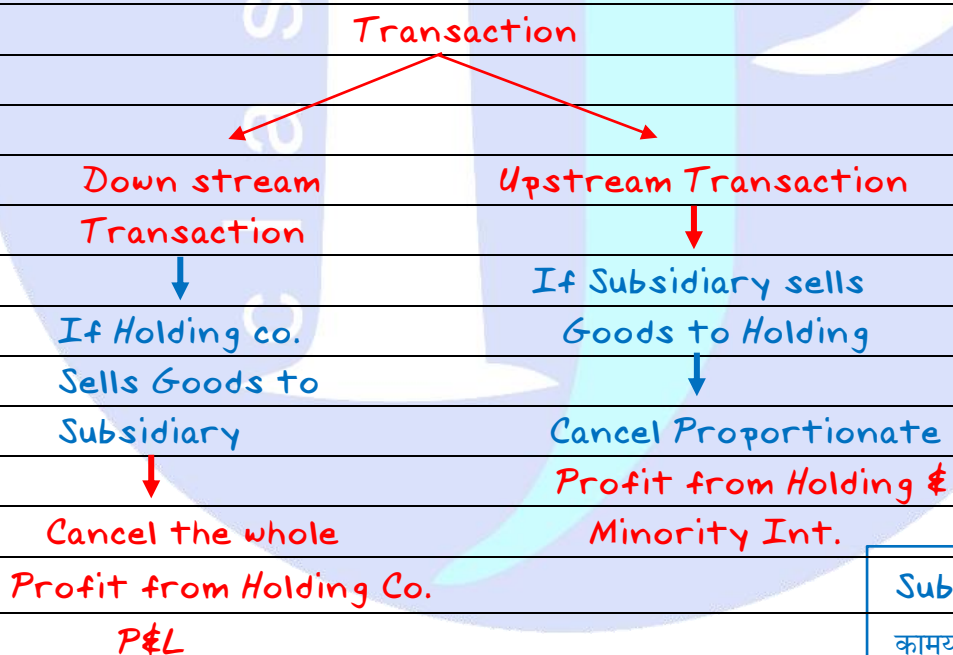 Transaction
Down stream
Transaction
If Holding co.
Sells Goods to
Subsidiary
Cancel the whole
Profit from Holding Co.
P&L
Upstream Transaction
If Subsidiary sells
Goods to Holding
Cancel Proportionate
Profit from Holding &
Minority Int.
Sub